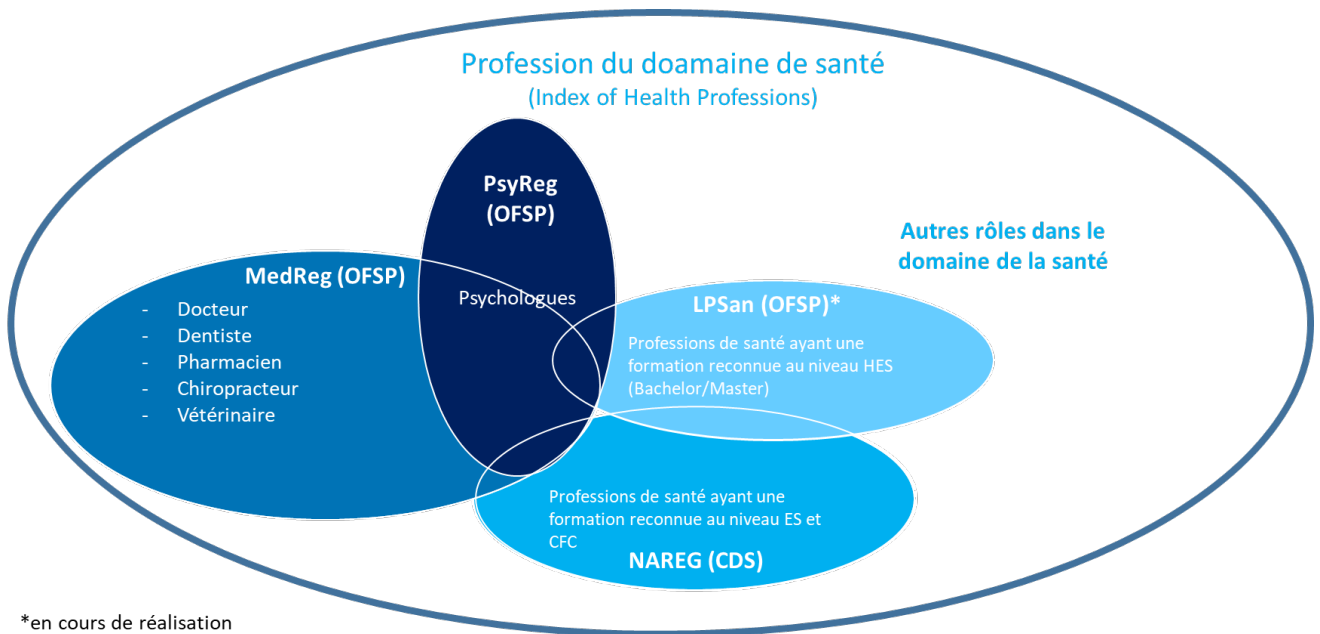 Profession du doamaine de santé
(Index of Health Professions)
PsyReg
(OFSP)
Psychologues
Autres rôles dans le
domaine de la santé
MedReg (OFSP)
- Docteur
- Dentiste
- Pharmacien
- Chiropracteur
- Vétérinaire
LPSan (OFSP)*
Professions de santé ayant une
formation reconnue au niveau HES
(Bachelor/Master)
Professions de santé ayant une
formation reconnue au niveau ES et
CFC
NAREG (CDS)
*en cours de réalisation